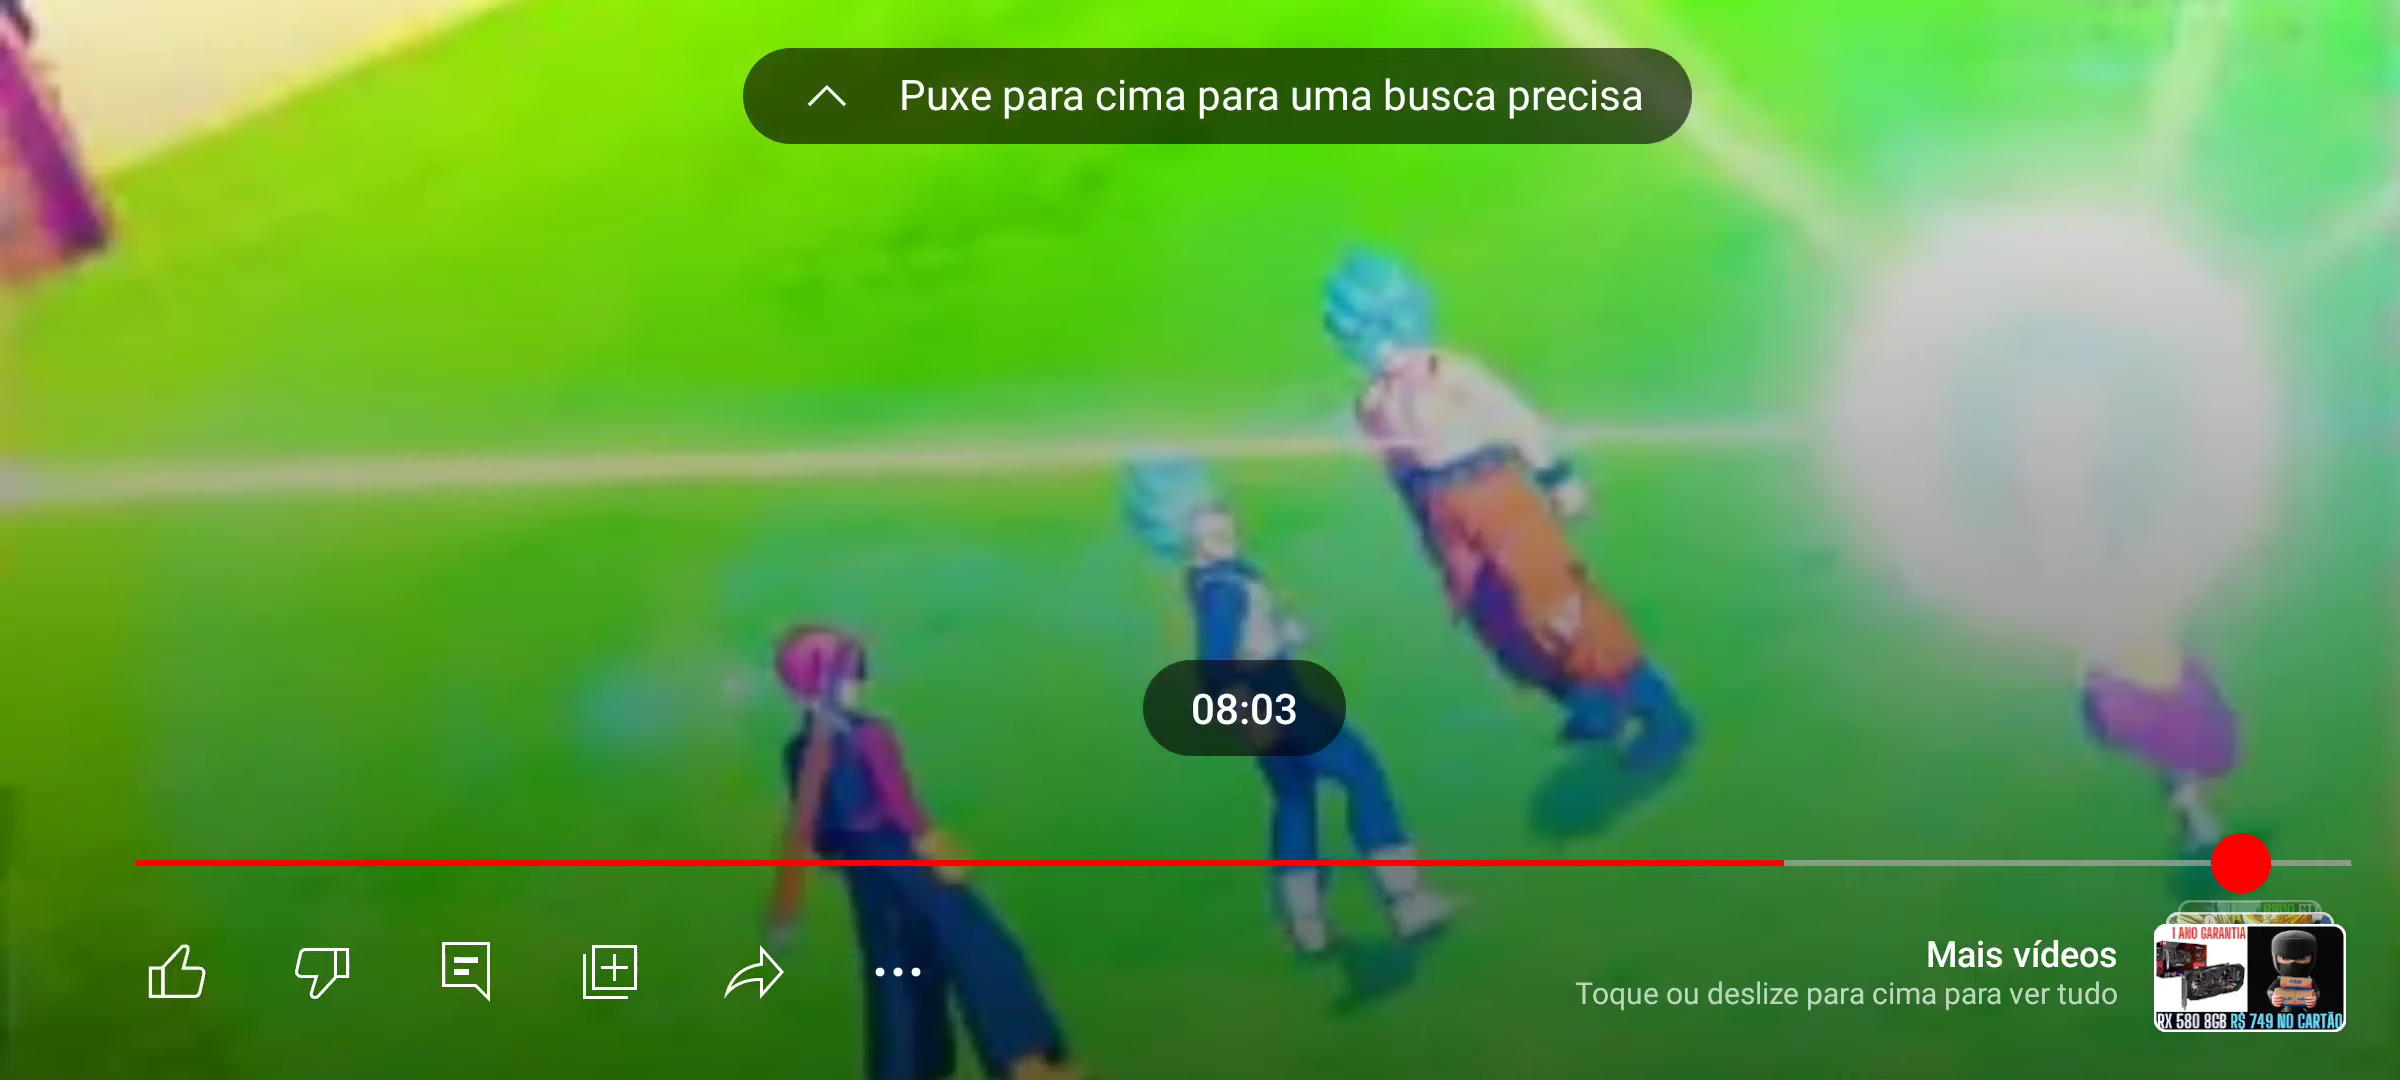 Puxe para cima para uma busca precisa
08:03
Mais vídeos
Toque ou deslize para cima para ver tudo
1 ANO GARANTIA
RX 580 8GB R$ 749 NO CARTÃO